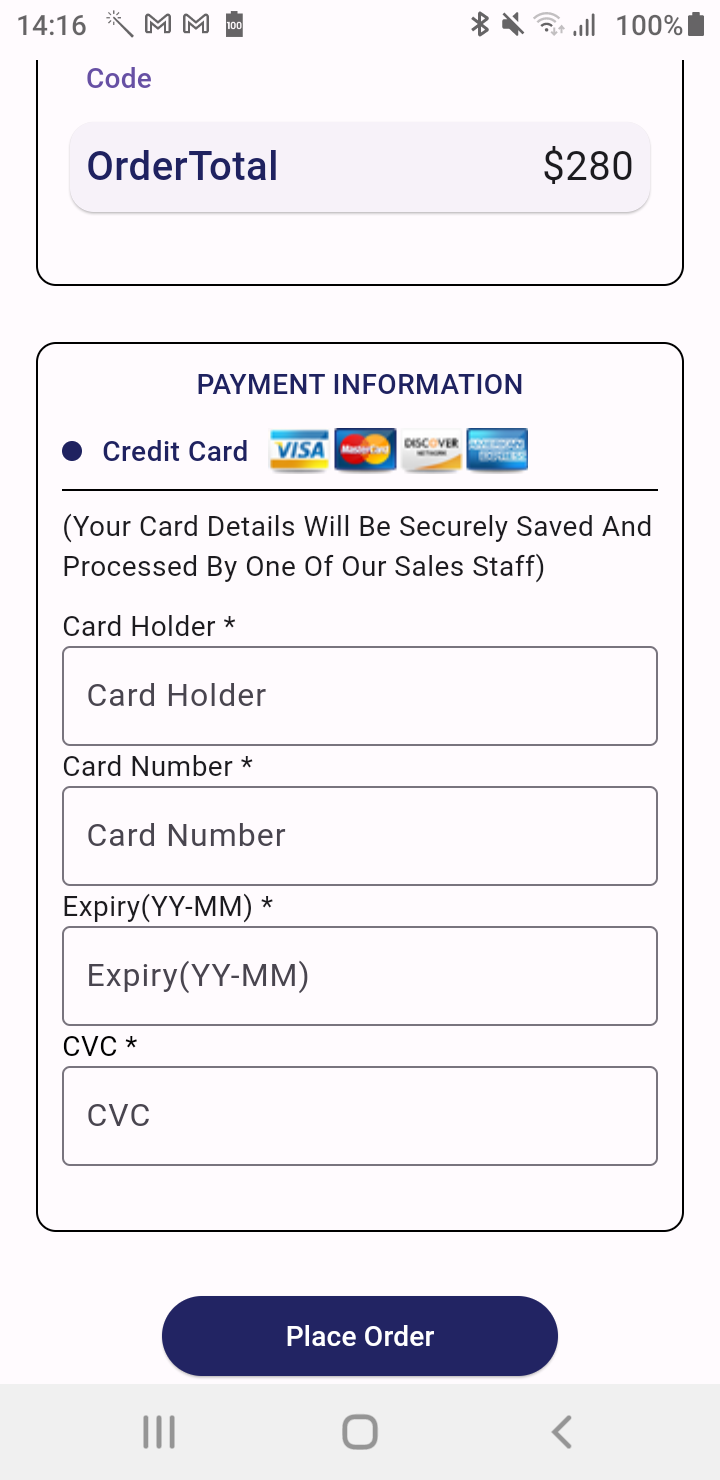 14:16 100 100%
Code
OrderTotal $280
PAYMENT INFORMATION
Credit Card VISA MasterCard DISCOVER NETWORK AMERICAN EXPRESS
(Your Card Details Will Be Securely Saved And
Processed By One Of Our Sales Staff)
Card Holder *
Card Holder
Card Number *
Card Number
Expiry(YY-MM) *
Expiry(YY-MM)
CVC *
CVC
Place Order